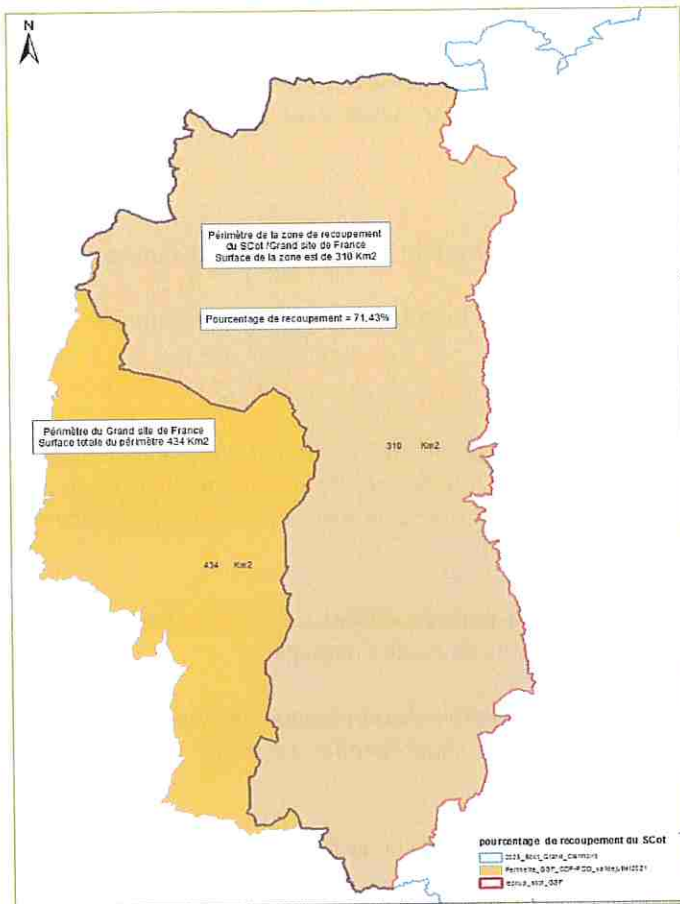 N
Périmètre de la zone de recoupement
du SCot /Grand site de France
Surface de la zone est de 310 Km2
Pourcentage de recoupement = 71,43%
Périmètre du Grand site de France
Surface totale du périmètre 434 Km2
310 Km2
434 Km2
pourcentage de recoupement du SCot